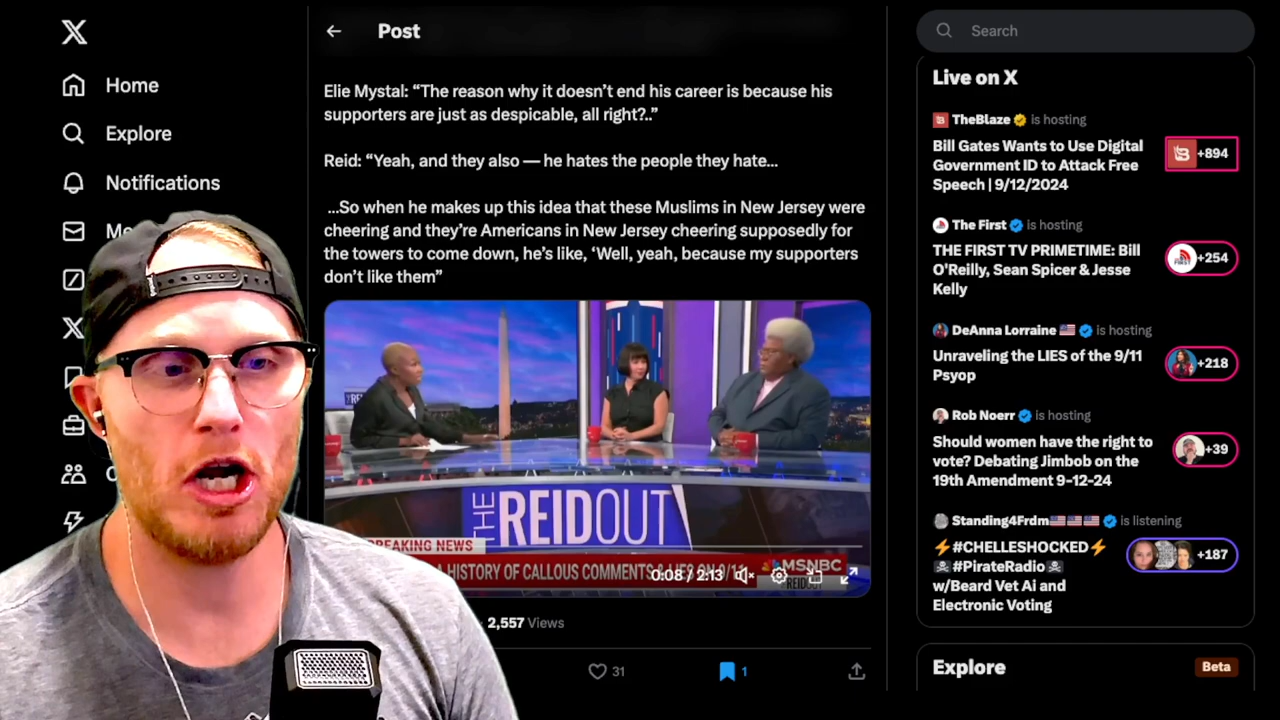 Home
Explore
Notifications
Post
Elie Mystal: “The reason why it doesn’t end his career is because his
supporters are just as despicable, all right?..”
Reid: “Yeah, and they also — he hates the people they hate...
...So when he makes up this idea that these Muslims in New Jersey were
cheering and they’re Americans in New Jersey cheering supposedly for
the towers to come down, he’s like, ‘Well, yeah, because my supporters
don’t like them”
THE REIDOUT
BREAKING NEWS
A HISTORY OF CALLOUS COMMENTS & LIES ON 9/11
MSNBC
REIDOUT
0:08 / 2:13
2,557 Views
31
1
Search
Live on X
TheBlaze is hosting
Bill Gates Wants to Use Digital
Government ID to Attack Free
Speech | 9/12/2024
+894
The First is hosting
THE FIRST TV PRIMETIME: Bill
O'Reilly, Sean Spicer & Jesse
Kelly
+254
DeAnna Lorraine is hosting
Unraveling the LIES of the 9/11
Psyop
+218
Rob Noerr is hosting
Should women have the right to
vote? Debating Jimbob on the
19th Amendment 9-12-24
+39
Standing4Frdm is listening
⚡#CHELLESHOCKED⚡
☠#PirateRadio☠
w/Beard Vet Ai and
Electronic Voting
+187
Explore
Beta